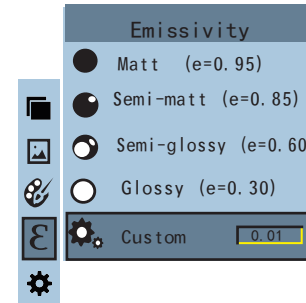 Emissivity
Matt (e=0.95)
Semi-matt (e=0.85)
Semi-glossy (e=0.60
Glossy (e=0.30)
ε Custom 0.01